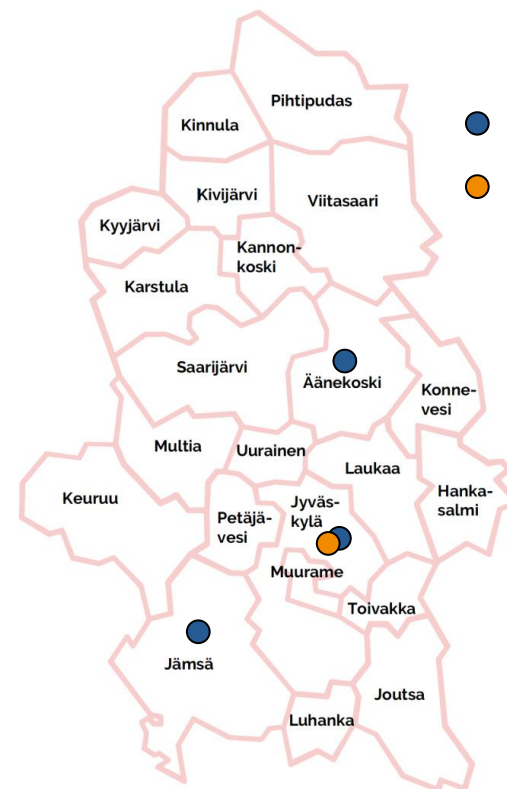 Pihtipudas
Kinnula
Kivijärvi
Viitasaari
Kyyjärvi
Kannon-
koski
Karstula
Saarijärvi
Äänekoski
Konne-
vesi
Multia
Uurainen
Laukaa
Keuruu
Hanka-
salmi
Petäjä-
vesi
Jyväs-
kylä
Muurame
Toivakka
Jämsä
Joutsa
Luhanka